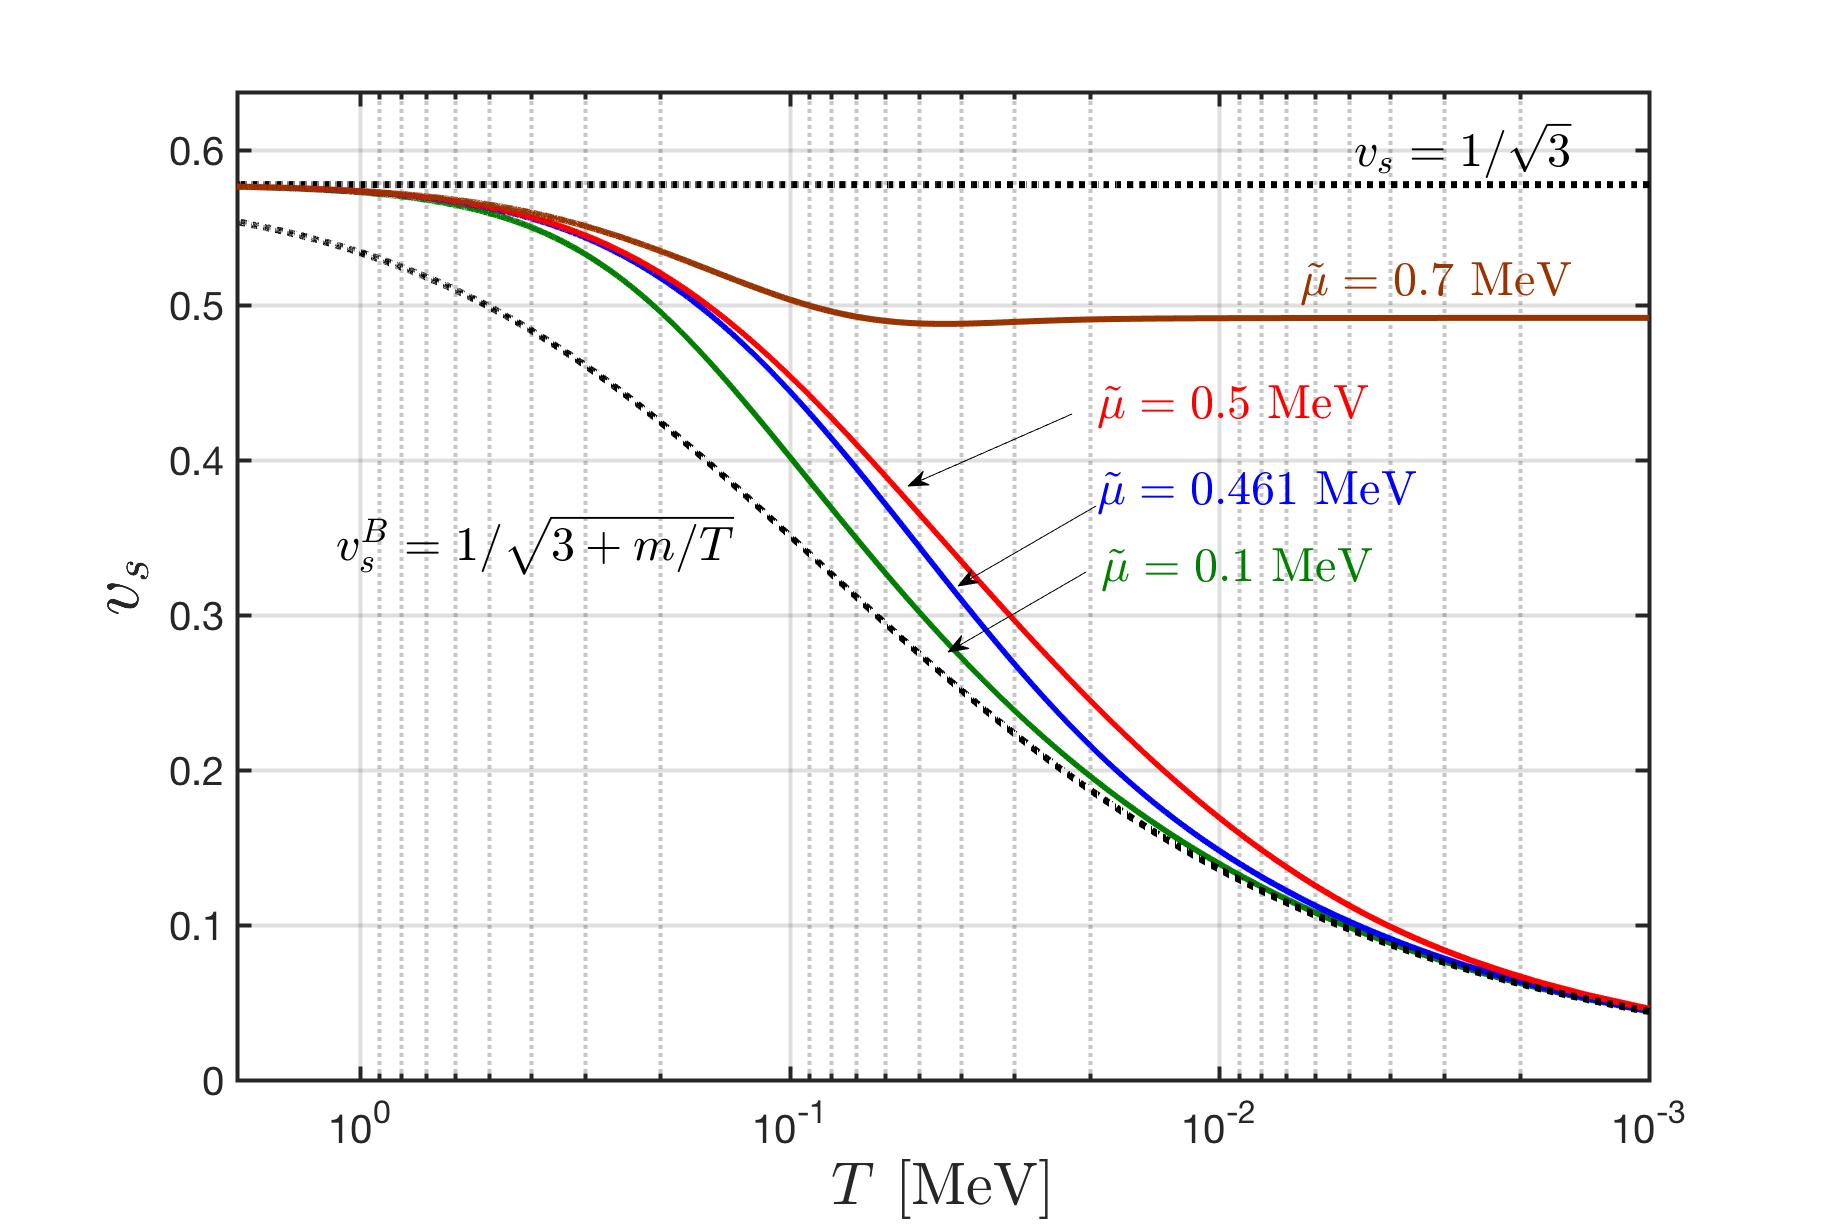 v_s = 1/√3
0.6
0.5
μ̃ = 0.7 MeV
μ̃ = 0.5 MeV
0.4
μ̃ = 0.461 MeV
v_s^B = 1/√(3 + m/T)
μ̃ = 0.1 MeV
v_s
0.3
0.2
0.1
0
10^0 10^-1 10^-2 10^-3
T [MeV]